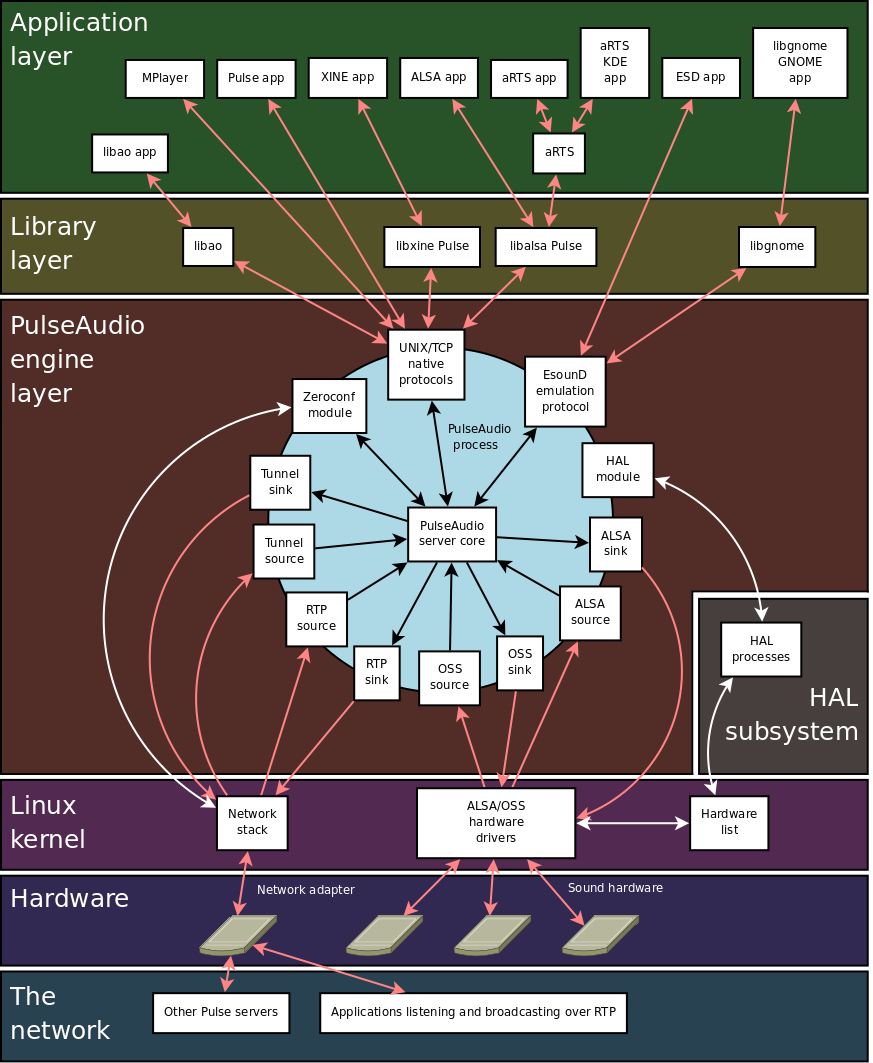 Application
layer
MPlayer
Pulse app
XINE app
ALSA app
aRTS app
aRTS
KDE
app
ESD app
libgnome
GNOME
app
libao app
aRTS
Library
layer
libao
libxine Pulse
libalsa Pulse
libgnome
PulseAudio
engine
layer
UNIX/TCP
native
protocols
EsounD
emulation
protocol
Zeroconf
module
PulseAudio
process
HAL
module
Tunnel
sink
PulseAudio
server core
ALSA
sink
Tunnel
source
RTP
source
ALSA
source
RTP
sink
OSS
source
OSS
sink
HAL
processes
HAL
subsystem
Linux
kernel
Network
stack
ALSA/OSS
hardware
drivers
Hardware
list
Hardware
Network adapter
Sound hardware
The
network
Other Pulse servers
Applications listening and broadcasting over RTP